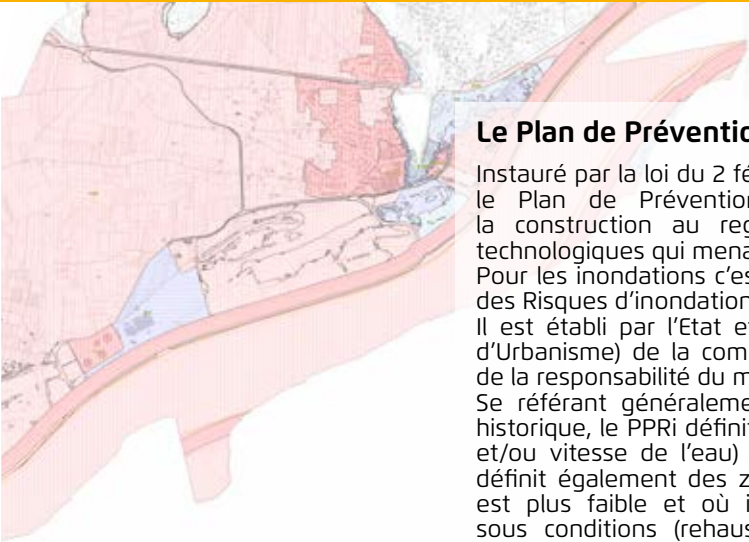 Le Plan de Préventio
Instauré par la loi du 2 fé
le Plan de Prévention
la construction au reg
technologiques qui mena
Pour les inondations c'es
des Risques d'inondation
Il est établi par l'Etat e
d'Urbanisme) de la com
de la responsabilité du m
Se référant généraleme
historique, le PPRi défini
et/ou vitesse de l'eau)
définit également des z
est plus faible et où i
sous conditions (rehaus